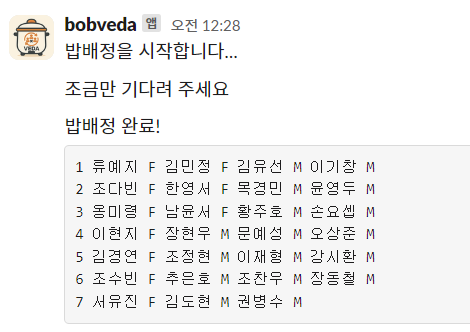 VEDA
bobveda 앱 오전 12:28
밥배정을 시작합니다...
조금만 기다려 주세요
밥배정 완료!
1 류예지 F 김민정 F 김유선 M 이기창 M
2 조다빈 F 한영서 F 목경민 M 윤영두 M
3 옹미령 F 남윤서 F 황주호 M 손요셉 M
4 이현지 F 장현우 M 문예성 M 오상준 M
5 김경연 F 조정현 M 이재형 M 강시환 M
6 조수빈 F 추은호 M 조찬우 M 장동철 M
7 서유진 F 김도현 M 권병수 M